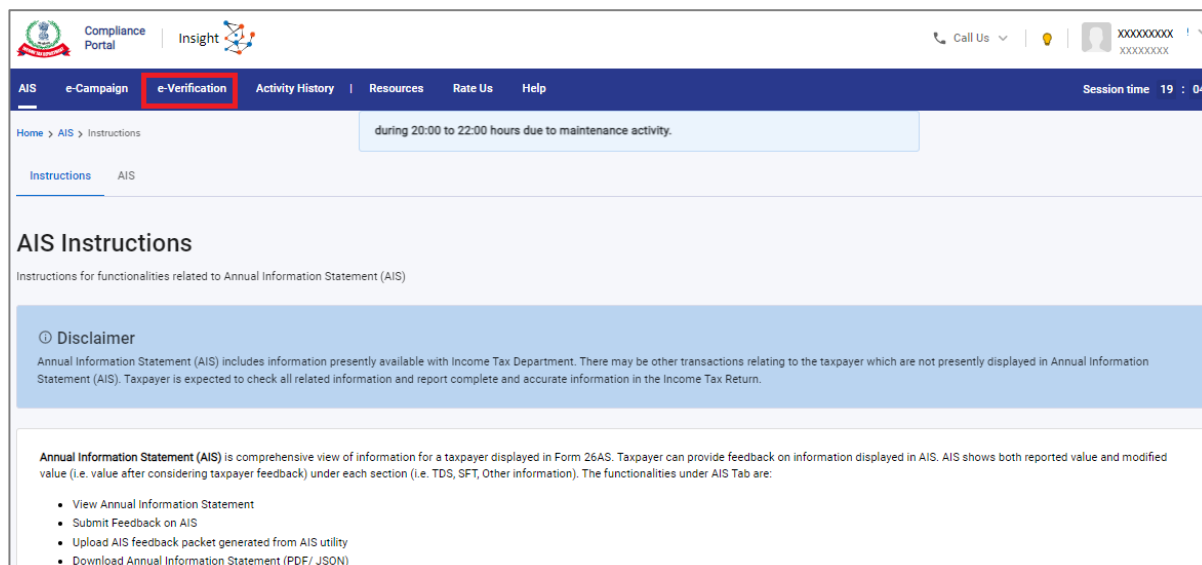 Compliance
Portal
Insight
Call Us
XXXXXXXXX
XXXXXXXX
AIS e-Campaign e-Verification Activity History | Resources Rate Us Help Session time 19 : 04
Home > AIS > Instructions
during 20:00 to 22:00 hours due to maintenance activity.
Instructions AIS
AIS Instructions
Instructions for functionalities related to Annual Information Statement (AIS)
Disclaimer
Annual Information Statement (AIS) includes information presently available with Income Tax Department. There may be other transactions relating to the taxpayer which are not presently displayed in Annual Information
Statement (AIS). Taxpayer is expected to check all related information and report complete and accurate information in the Income Tax Return.
Annual Information Statement (AIS) is comprehensive view of information for a taxpayer displayed in Form 26AS. Taxpayer can provide feedback on information displayed in AIS. AIS shows both reported value and modified
value (i.e. value after considering taxpayer feedback) under each section (i.e. TDS, SFT, Other information). The functionalities under AIS Tab are:
• View Annual Information Statement
• Submit Feedback on AIS
• Upload AIS feedback packet generated from AIS utility
• Download Annual Information Statement (PDF/ JSON)